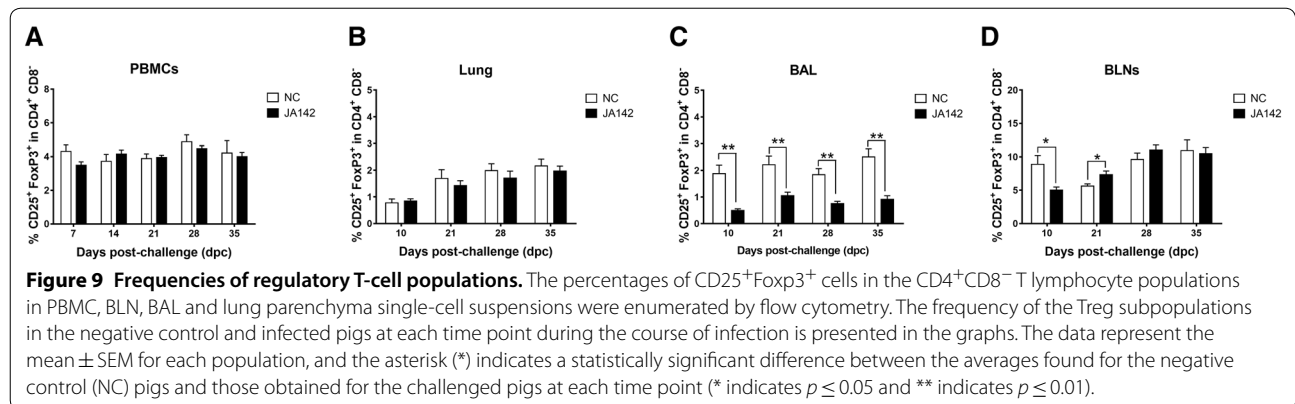 A
PBMCs
% CD25+ FoxP3+ in CD4+ CD8-
8
6
4
2
0
7 14 21 28 35
Days post-challenge (dpc)
NC
JA142
B
Lung
% CD25+ FoxP3+ in CD4+ CD8-
5
4
3
2
1
0
10 21 28 35
Days post-challenge (dpc)
NC
JA142
C
BAL
% CD25+ FoxP3+ in CD4+ CD8-
5
4
3
2
1
0
** ** ** **
10 21 28 35
Days post-challenge (dpc)
NC
JA142
D
BLNs
% CD25+ FoxP3+ in CD4+ CD8-
20
15
10
5
0
* *
10 21 28 35
Days post-challenge (dpc)
NC
JA142
Figure 9 Frequencies of regulatory T-cell populations. The percentages of CD25+Foxp3+ cells in the CD4+CD8− T lymphocyte populations
in PBMC, BLN, BAL and lung parenchyma single-cell suspensions were enumerated by flow cytometry. The frequency of the Treg subpopulations
in the negative control and infected pigs at each time point during the course of infection is presented in the graphs. The data represent the
mean ± SEM for each population, and the asterisk (*) indicates a statistically significant difference between the averages found for the negative
control (NC) pigs and those obtained for the challenged pigs at each time point (* indicates p ≤ 0.05 and ** indicates p ≤ 0.01).